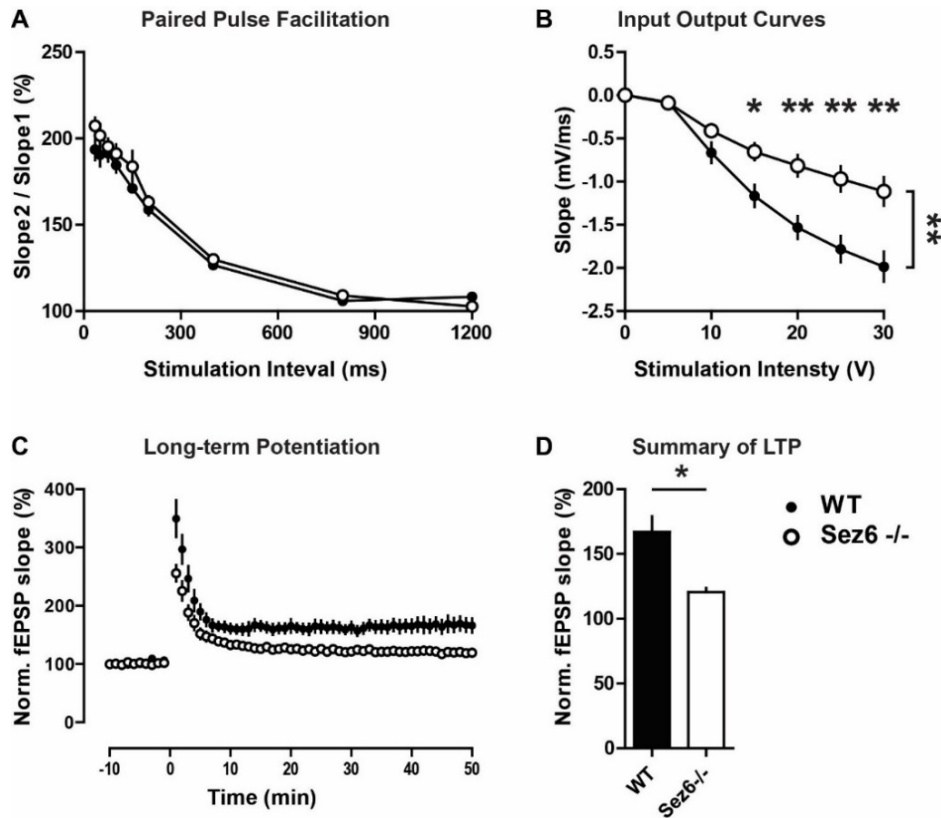 A Paired Pulse Facilitation
Slope2 / Slope1 (%)
250
200
150
100
0 300 600 900 1200
Stimulation Inteval (ms)
B Input Output Curves
Slope (mV/ms)
0.5
0.0
-0.5
-1.0
-1.5
-2.0
-2.5
* ** ** **
**
0 10 20 30
Stimulation Intensty (V)
C Long-term Potentiation
Norm. fEPSP slope (%)
400
300
200
100
0
-10 0 10 20 30 40 50
Time (min)
D Summary of LTP
Norm. fEPSP slope (%)
200
150
100
50
0
*
WT Sez6-/-
WT
Sez6 -/-